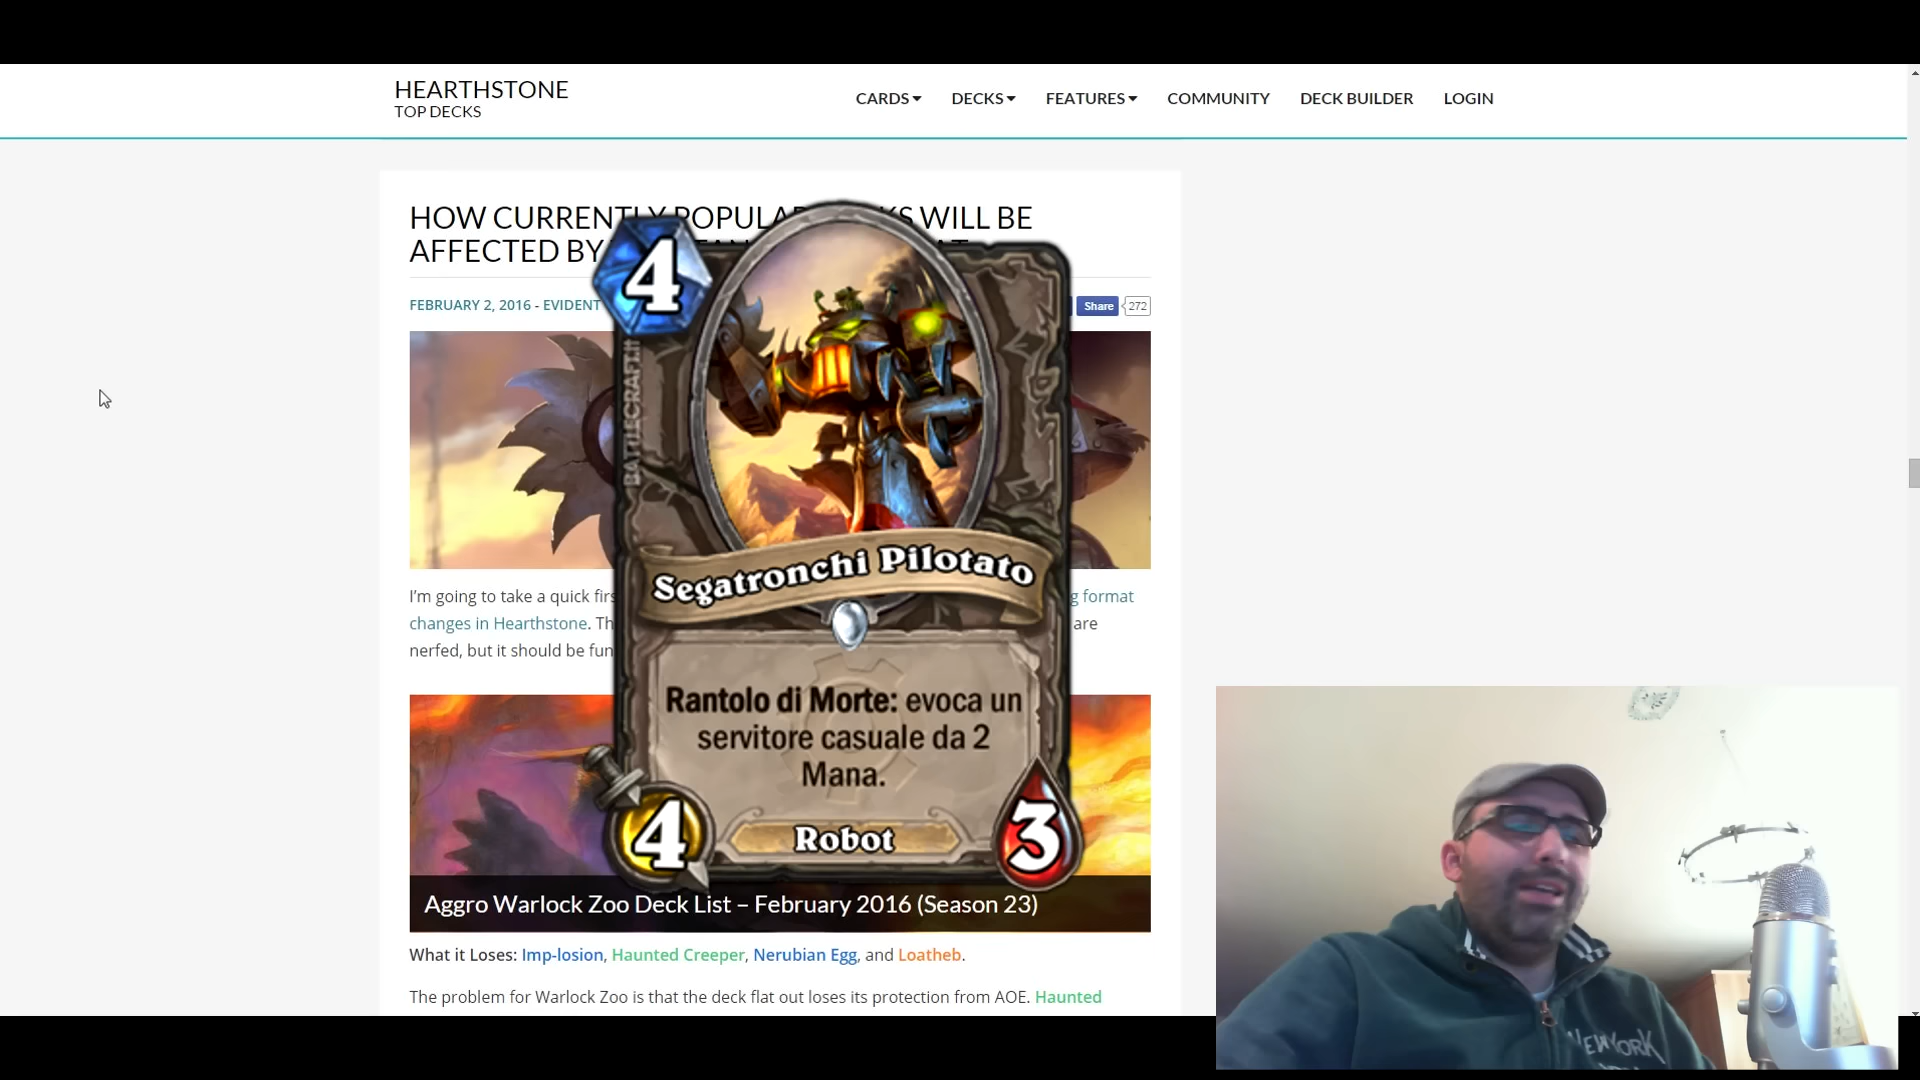 HEARTHSTONE
TOP DECKS
CARDS DECKS FEATURES COMMUNITY DECK BUILDER LOGIN
HOW CURRENTLY WILL BE
AFFECTED BY
FEBRUARY 2, 2016 - EVIDENT
Share 272
4
BATTLECRAFT.it
Segatronchi Pilotato
Rantolo di Morte: evoca un
servitore casuale da 2
Mana.
4
Robot
3
I'm going to take a quick format
changes in Hearthstone. are
nerfed, but it should be fun
Aggro Warlock Zoo Deck List – February 2016 (Season 23)
What it Loses: Imp-losion, Haunted Creeper, Nerubian Egg, and Loatheb.
The problem for Warlock Zoo is that the deck flat out loses its protection from AOE. Haunted
NEWYORK